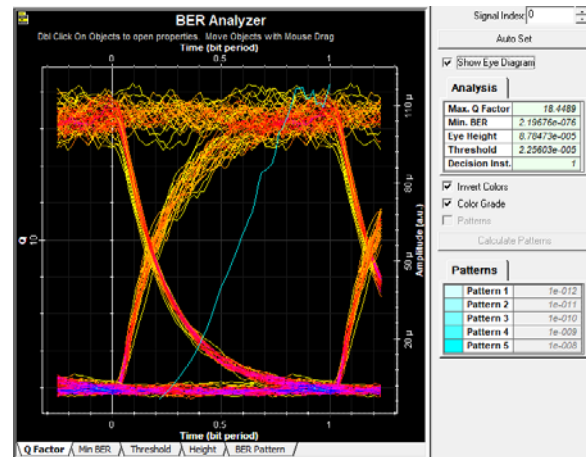 BER Analyzer
Dbl Click On Objects to open properties. Move Objects with Mouse Drag
Time (bit period)
0 0.5 1
Q
10
110 µ
80 µ
50 µ
20 µ
Amplitude (a.u.)
0 0.5 1
Time (bit period)
Q Factor Min BER Threshold Height BER Pattern
Signal Index: 0
Auto Set
Show Eye Diagram
Analysis
Max. Q Factor 18.4489
Min. BER 2.19676e-076
Eye Height 8.78473e-005
Threshold 2.25603e-005
Decision Inst. 1
Invert Colors
Color Grade
Patterns
Calculate Patterns
Patterns
Pattern 1 1e-012
Pattern 2 1e-011
Pattern 3 1e-010
Pattern 4 1e-009
Pattern 5 1e-008